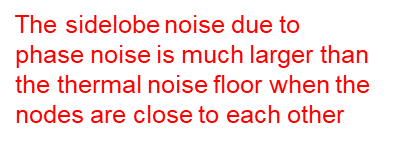 The sidelobe noise due to
phase noise is much larger than
the thermal noise floor when the
nodes are close to each other